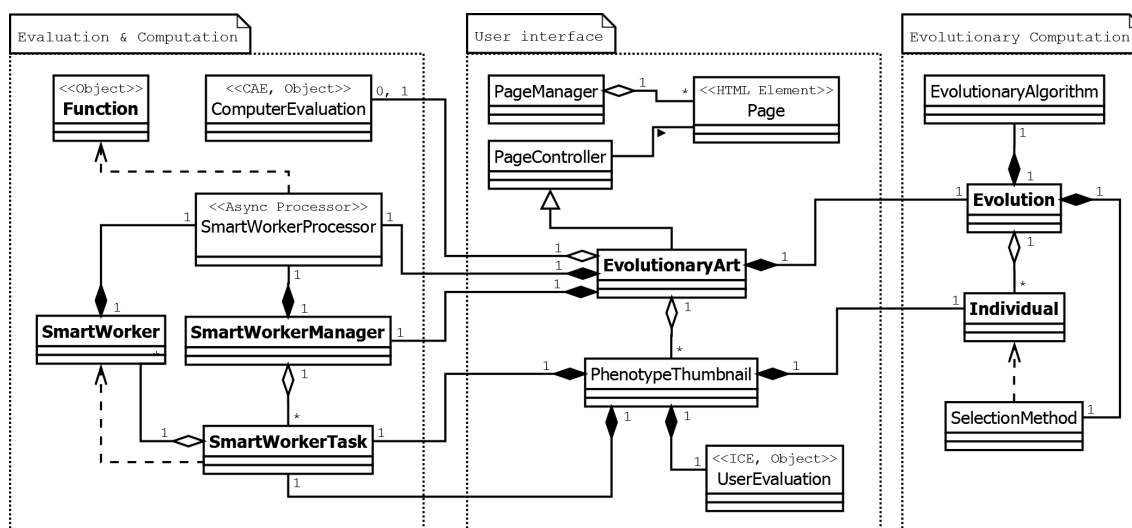 Evaluation & Computation
<<Object>>
Function
<<CAE, Object>>
ComputerEvaluation
0, 1
<<Async Processor>>
SmartWorkerProcessor
1
1
1
1
1
SmartWorker
*
SmartWorkerManager
1
1
*
1
SmartWorkerTask
1
1
User interface
PageManager
1
*
<<HTML Element>>
Page
PageController
1
1
1
EvolutionaryArt
1
1
*
1
PhenotypeThumbnail
1
1
1
<<ICE, Object>>
UserEvaluation
1
Evolutionary Computation
EvolutionaryAlgorithm
1
1
1
Evolution
1
1
*
1
Individual
SelectionMethod
1